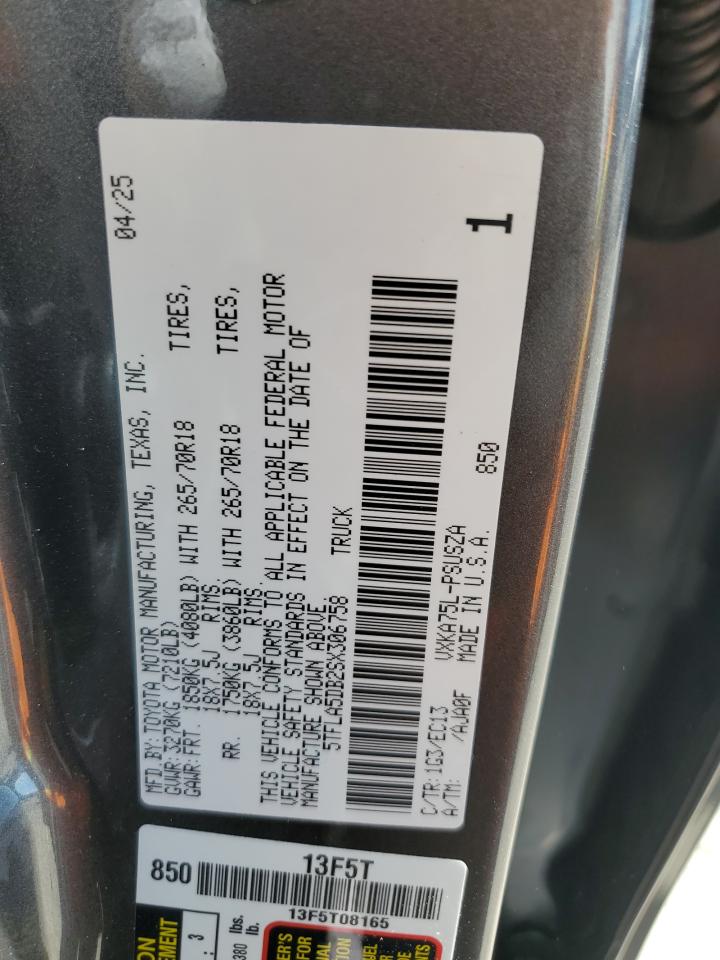 MFD.BY:TOYOTA MOTOR MANUFACTURING, TEXAS, INC. 04/25
GVWR:3270KG (7210LB)
GAWR:FRT. 1850KG (4080LB) WITH 265/70R18 TIRES,
18X7.5J RIMS.
RR. 1750KG (3860LB) WITH 265/70R18 TIRES,
18X7.5J RIMS.
THIS VEHICLE CONFORMS TO ALL APPLICABLE FEDERAL MOTOR
VEHICLE SAFETY STANDARDS IN EFFECT ON THE DATE OF
MANUFACTURE SHOWN ABOVE.
5TFLA5DB2SX306758 TRUCK
C/TR:1G3/EC13 VXKA75L-PSUSZA 850
A/TM: /AJA0F MADE IN U.S.A.
1
850
13F5T
13F5T08165